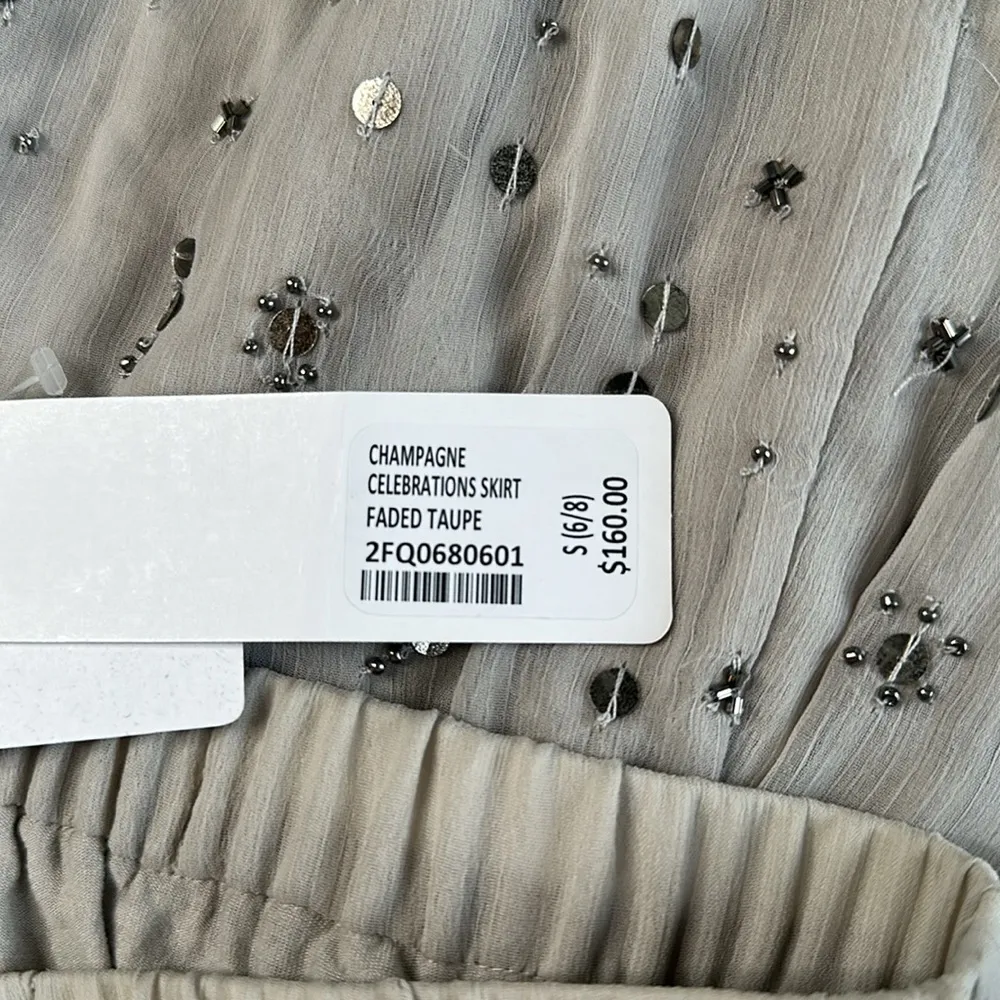 CHAMPAGNE
CELEBRATIONS SKIRT
FADED TAUPE
2FQ0680601
S (6/8)
$160.00